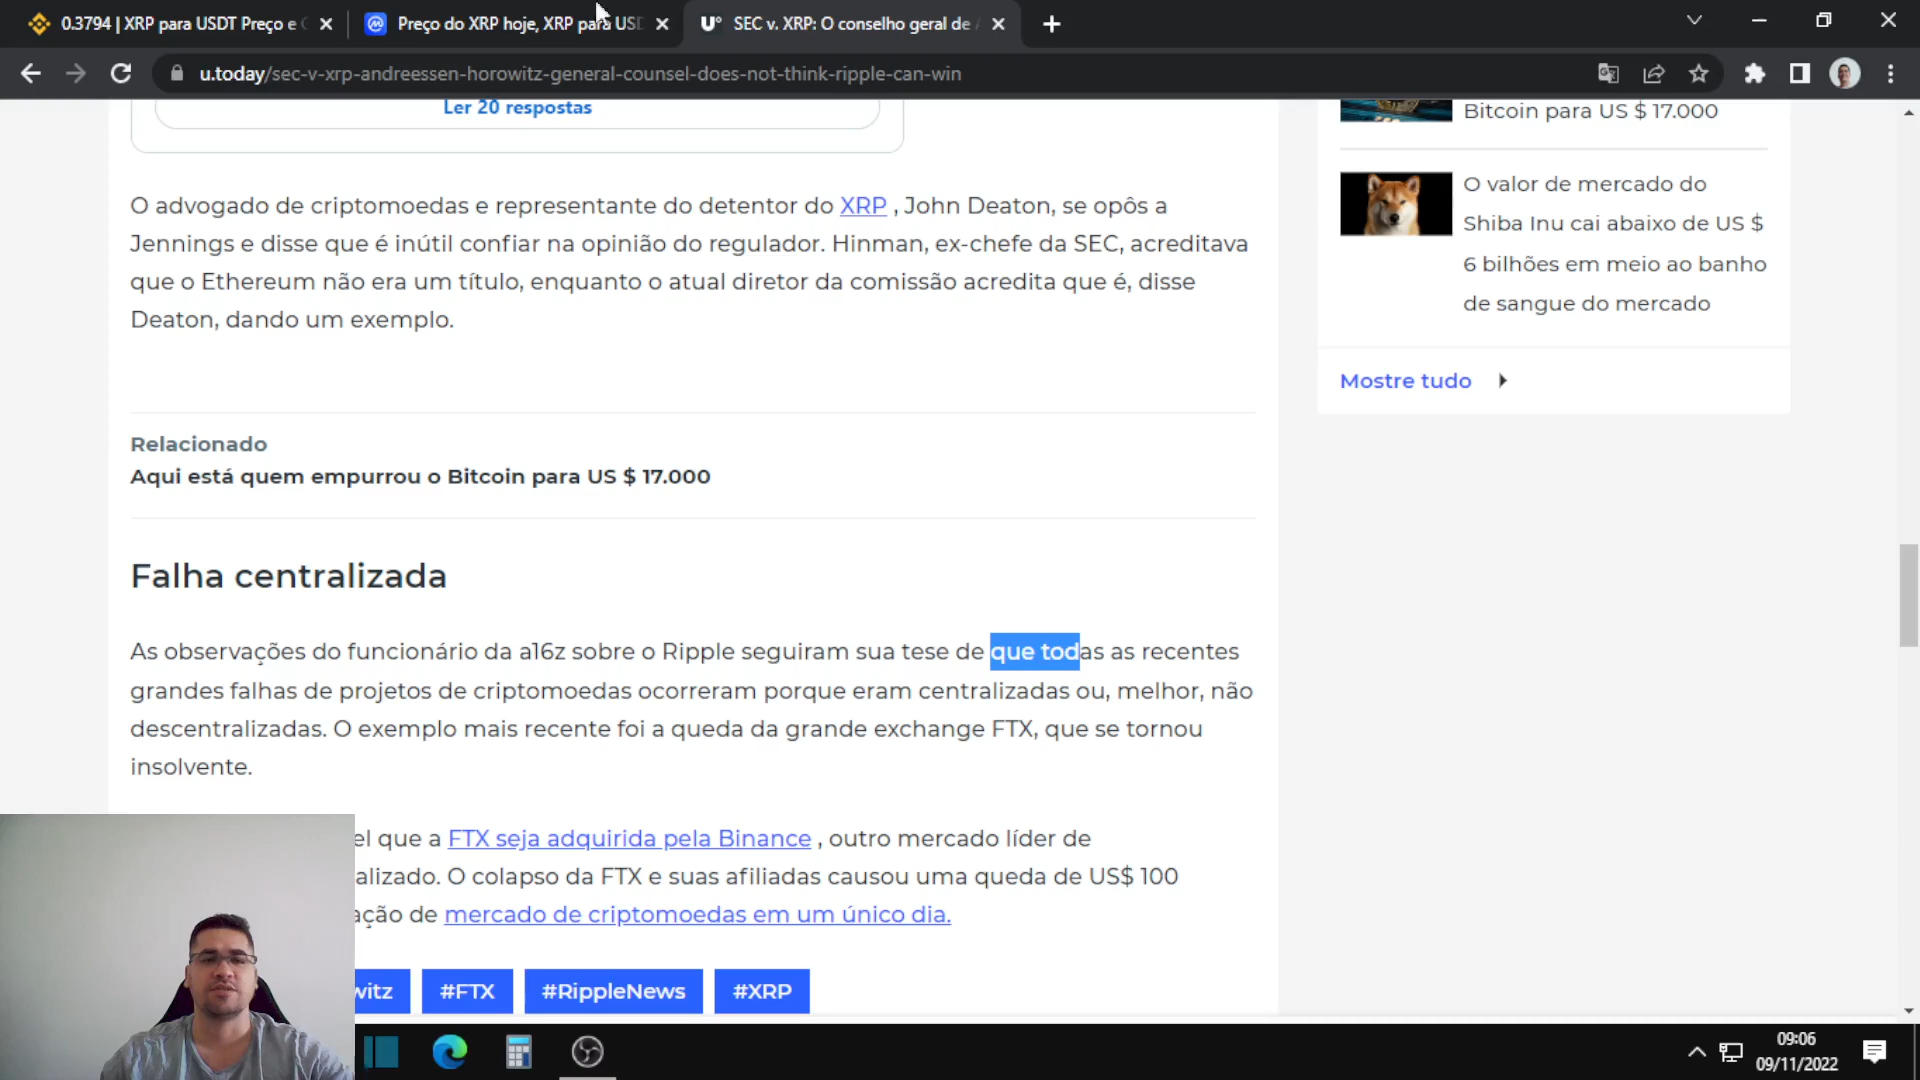 0.3794 | XRP para USDT Preço e
Preço do XRP hoje, XRP para USD
U° SEC v. XRP: O conselho geral de
u.today/sec-v-xrp-andreessen-horowitz-general-counsel-does-not-think-ripple-can-win
Ler 20 respostas
O advogado de criptomoedas e representante do detentor do XRP , John Deaton, se opôs a
Jennings e disse que é inútil confiar na opinião do regulador. Hinman, ex-chefe da SEC, acreditava
que o Ethereum não era um título, enquanto o atual diretor da comissão acredita que é, disse
Deaton, dando um exemplo.
Relacionado
Aqui está quem empurrou o Bitcoin para US $ 17.000
Falha centralizada
As observações do funcionário da a16z sobre o Ripple seguiram sua tese de que todas as recentes
grandes falhas de projetos de criptomoedas ocorreram porque eram centralizadas ou, melhor, não
descentralizadas. O exemplo mais recente foi a queda da grande exchange FTX, que se tornou
insolvente.
el que a FTX seja adquirida pela Binance , outro mercado líder de
alizado. O colapso da FTX e suas afiliadas causou uma queda de US$ 100
ação de mercado de criptomoedas em um único dia.
witz #FTX #RippleNews #XRP
Bitcoin para US $ 17.000
O valor de mercado do
Shiba Inu cai abaixo de US $
6 bilhões em meio ao banho
de sangue do mercado
Mostre tudo
09:06
09/11/2022